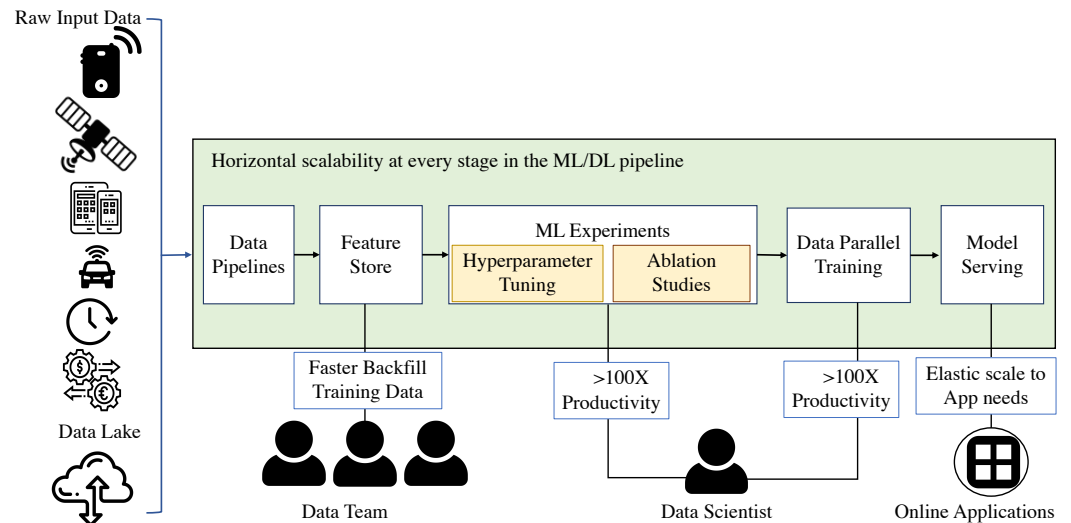 Raw Input Data
$
€
Data Lake
Horizontal scalability at every stage in the ML/DL pipeline
Data
Pipelines
Feature
Store
ML Experiments
Hyperparameter
Tuning
Ablation
Studies
Data Parallel
Training
Model
Serving
Faster Backfill
Training Data
>100X
Productivity
>100X
Productivity
Elastic scale to
App needs
Data Team
Data Scientist
Online Applications